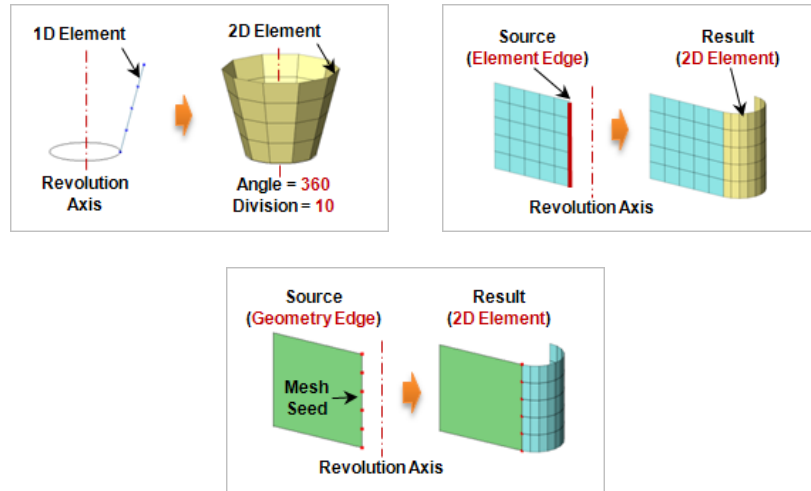 1D Element
2D Element
Revolution
Axis
Angle = 360
Division = 10
Source
(Element Edge)
Result
(2D Element)
Revolution Axis
Source
(Geometry Edge)
Result
(2D Element)
Mesh
Seed
Revolution Axis